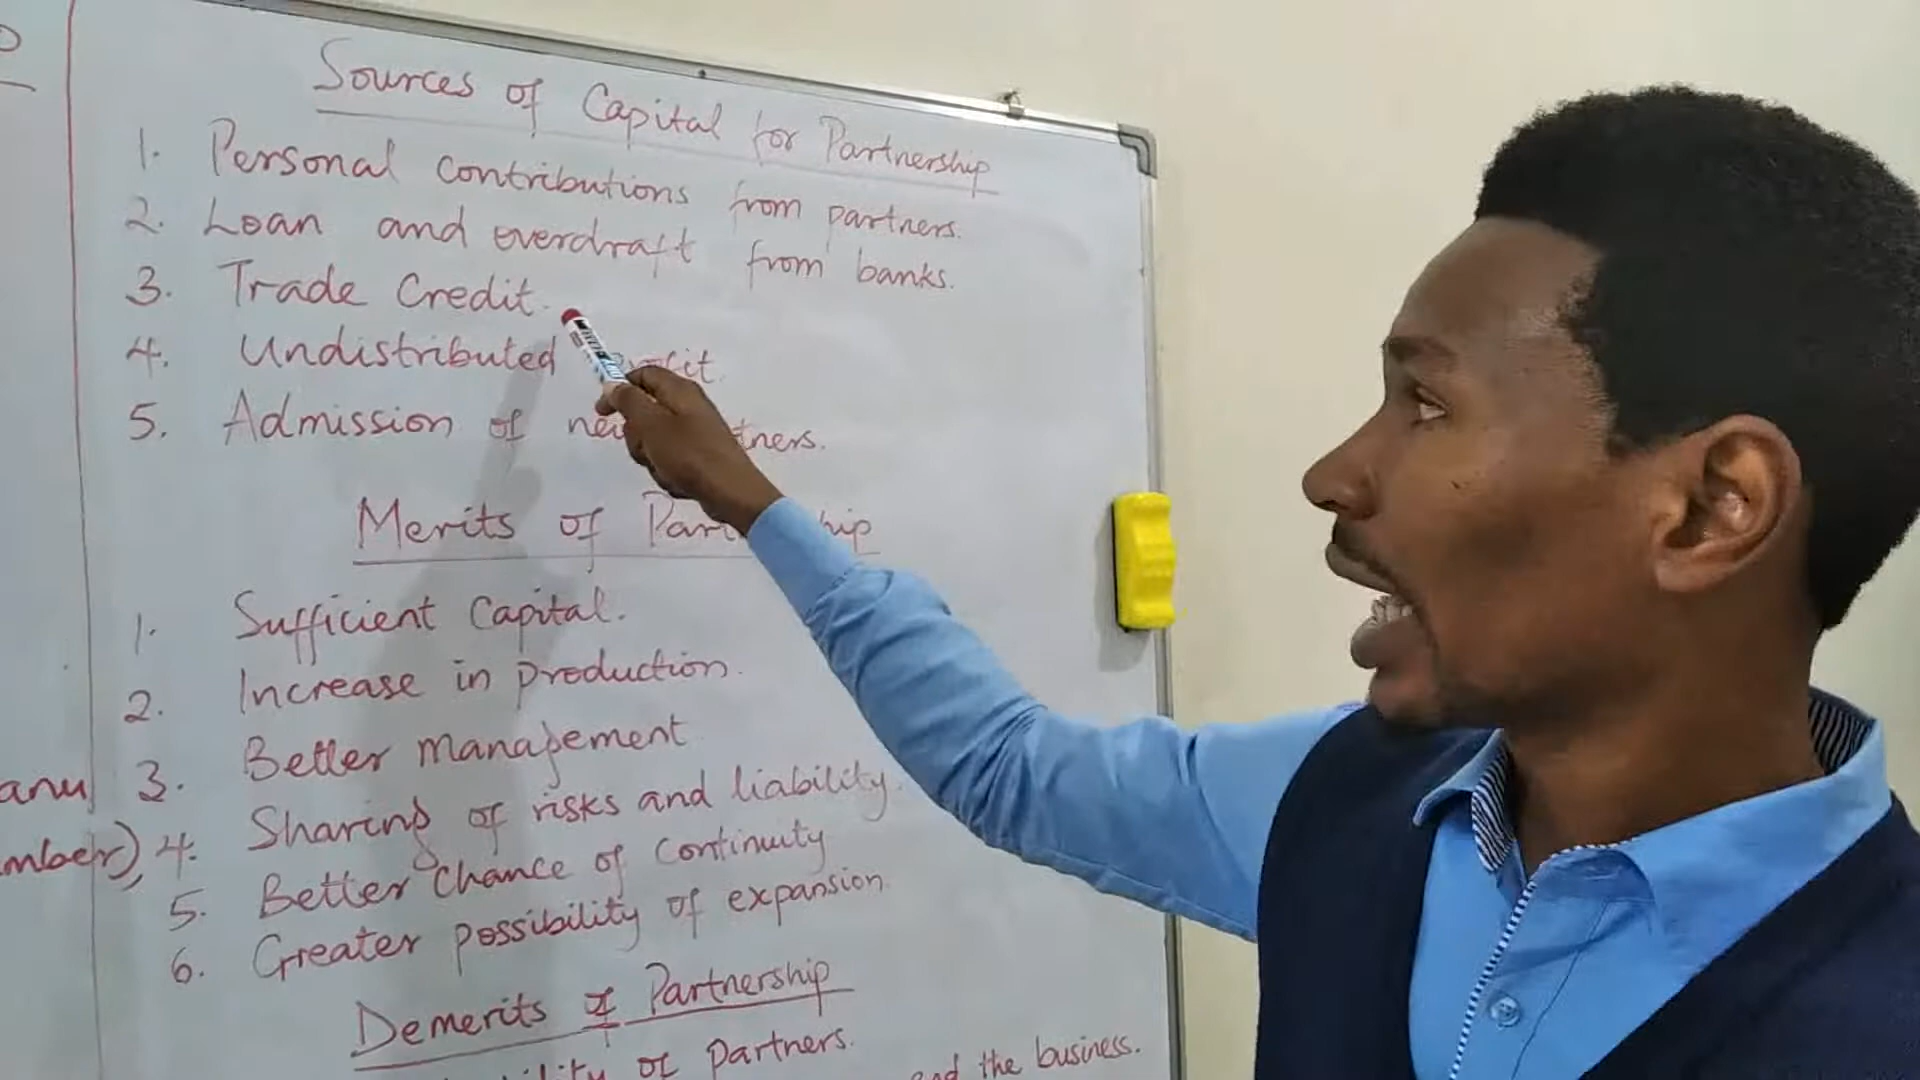 Sources of Capital for Partnership
1. Personal contributions from partners.
2. Loan and overdraft from banks.
3. Trade Credit.
4. Undistributed
5. Admission of
Merits of
1. Sufficient Capital.
2. Increase in production.
3. Better management
4. Sharing of risks and liability.
5. Better Chance of Continuity
6. Greater possibility of expansion.
Demerits of Partnership
of partners.
and the business.